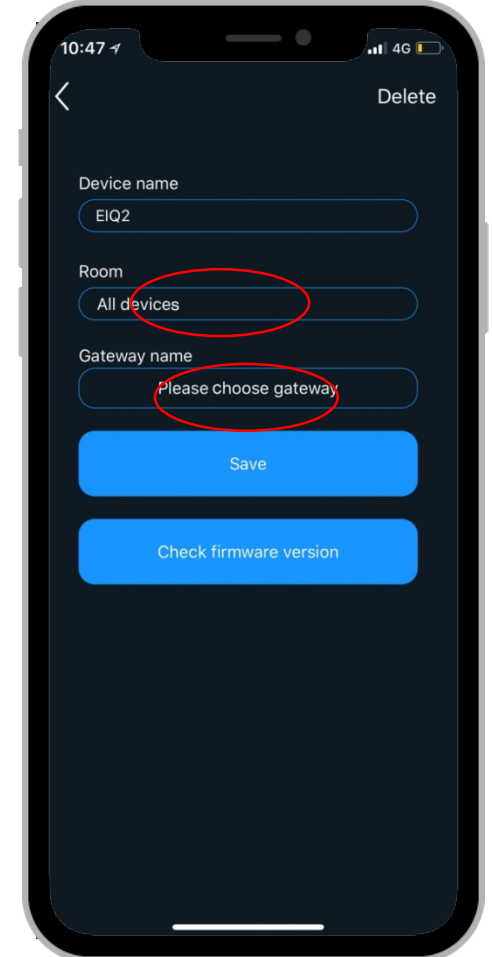 10:47
4G
Delete
Device name
EIQ2
Room
All devices
Gateway name
Please choose gateway
Save
Check firmware version